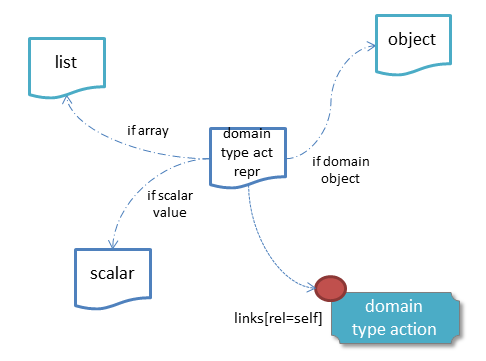 object
list
if array
domain
type act
repr
if domain
object
if scalar
value
scalar
links[rel=self]
domain
type action